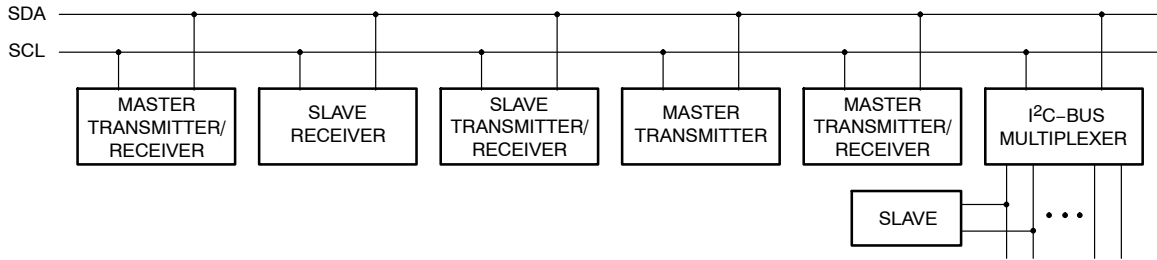 SDA
SCL
MASTER
TRANSMITTER/
RECEIVER
SLAVE
RECEIVER
SLAVE
TRANSMITTER/
RECEIVER
MASTER
TRANSMITTER
MASTER
TRANSMITTER/
RECEIVER
I²C−BUS
MULTIPLEXER
SLAVE